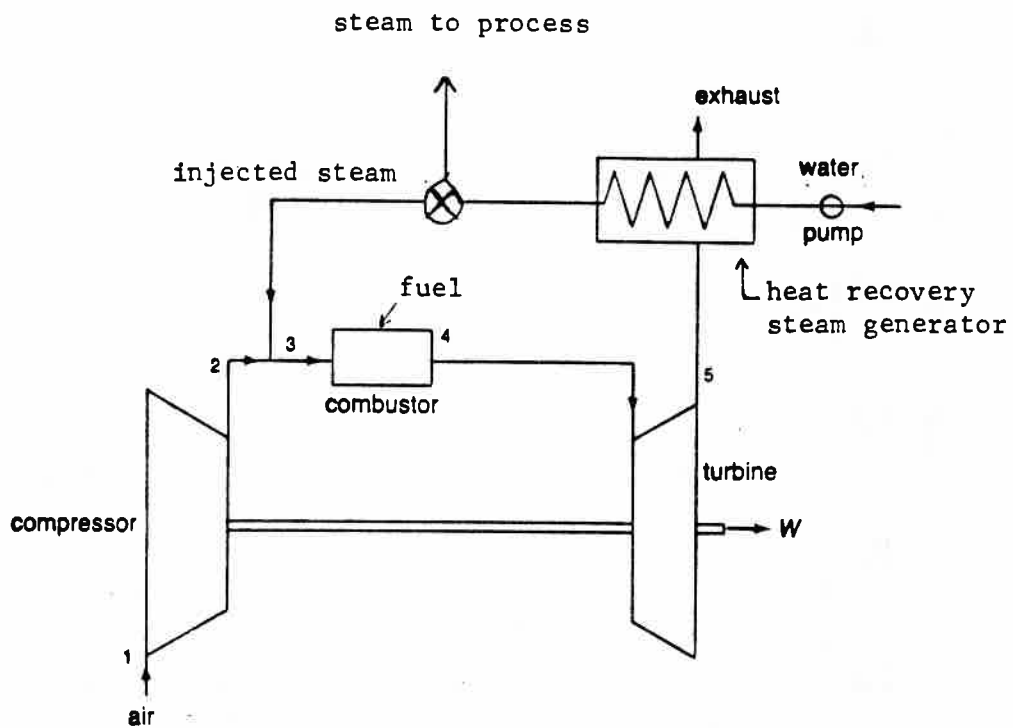 steam to process
exhaust
injected steam
water
pump
fuel
heat recovery
steam generator
2
3
4
5
combustor
turbine
compressor
W
1
air